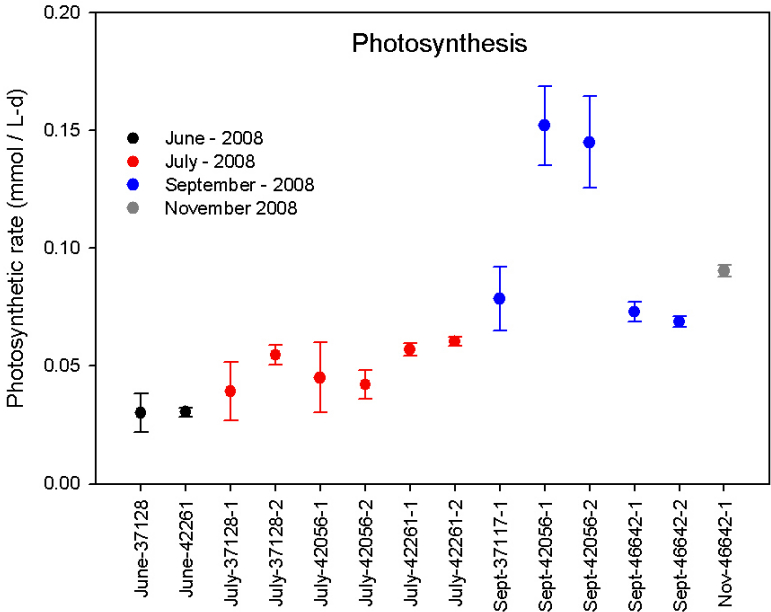 Photosynthesis
0.20
0.15
0.10
0.05
0.00
Photosynthetic rate (mmol / L-d)
June - 2008
July - 2008
September - 2008
November 2008
June-37128
June-42261
July-37128-1
July-37128-2
July-42056-1
July-42056-2
July-42261-1
July-42261-2
Sept-37117-1
Sept-42056-1
Sept-42056-2
Sept-46642-1
Sept-46642-2
Nov-46642-1